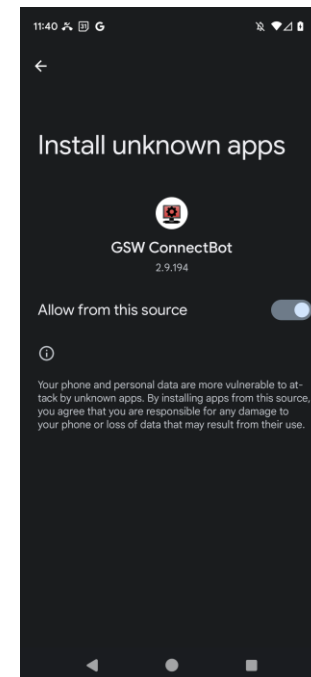 11:40 31 G
Install unknown apps
GSW ConnectBot
2.9.194
Allow from this source
Your phone and personal data are more vulnerable to at-
tack by unknown apps. By installing apps from this source,
you agree that you are responsible for any damage to
your phone or loss of data that may result from their use.